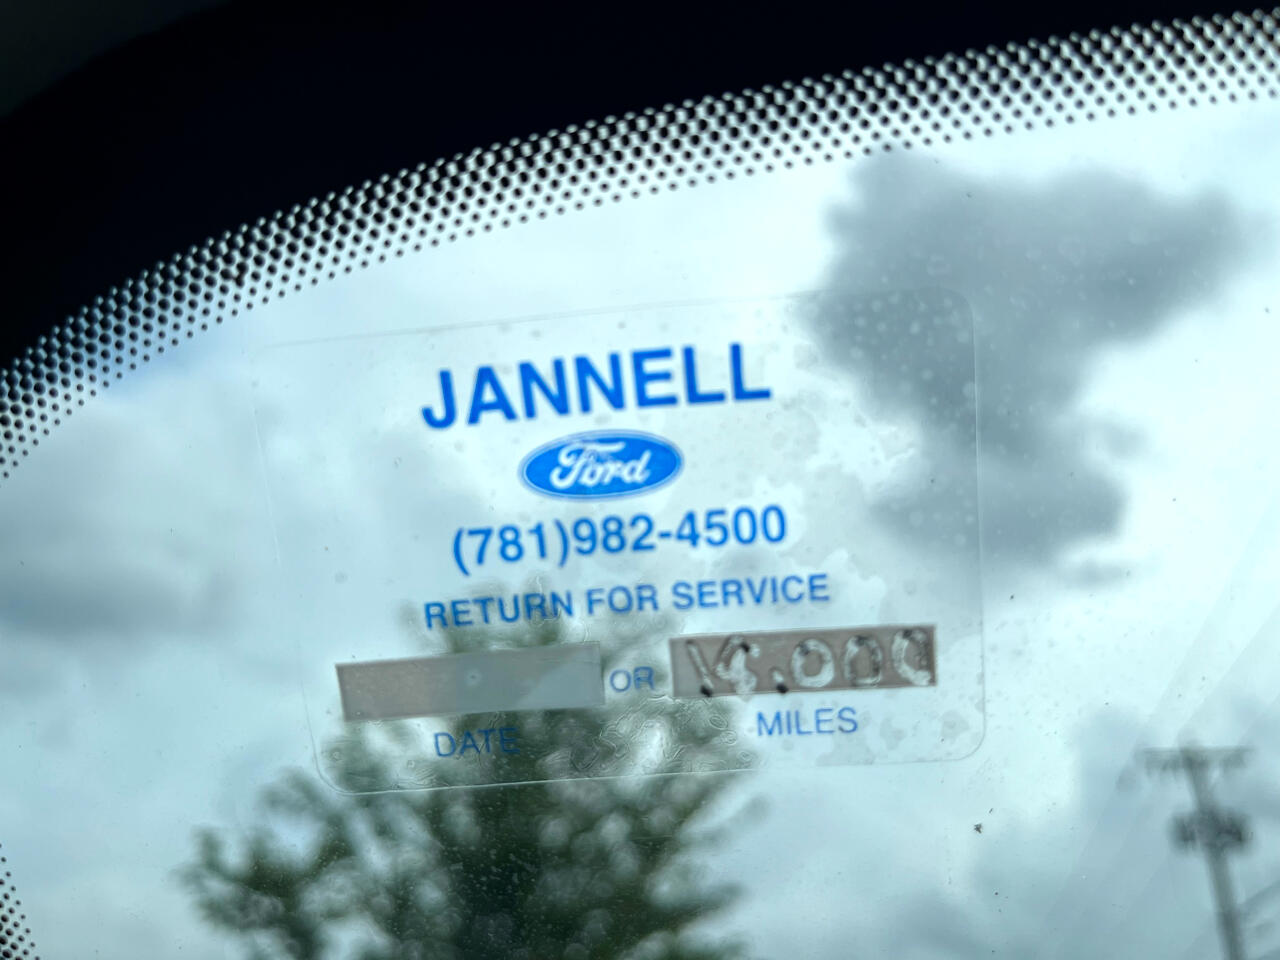 JANNELL
Ford
(781)982-4500
RETURN FOR SERVICE
OR
DATE MILES